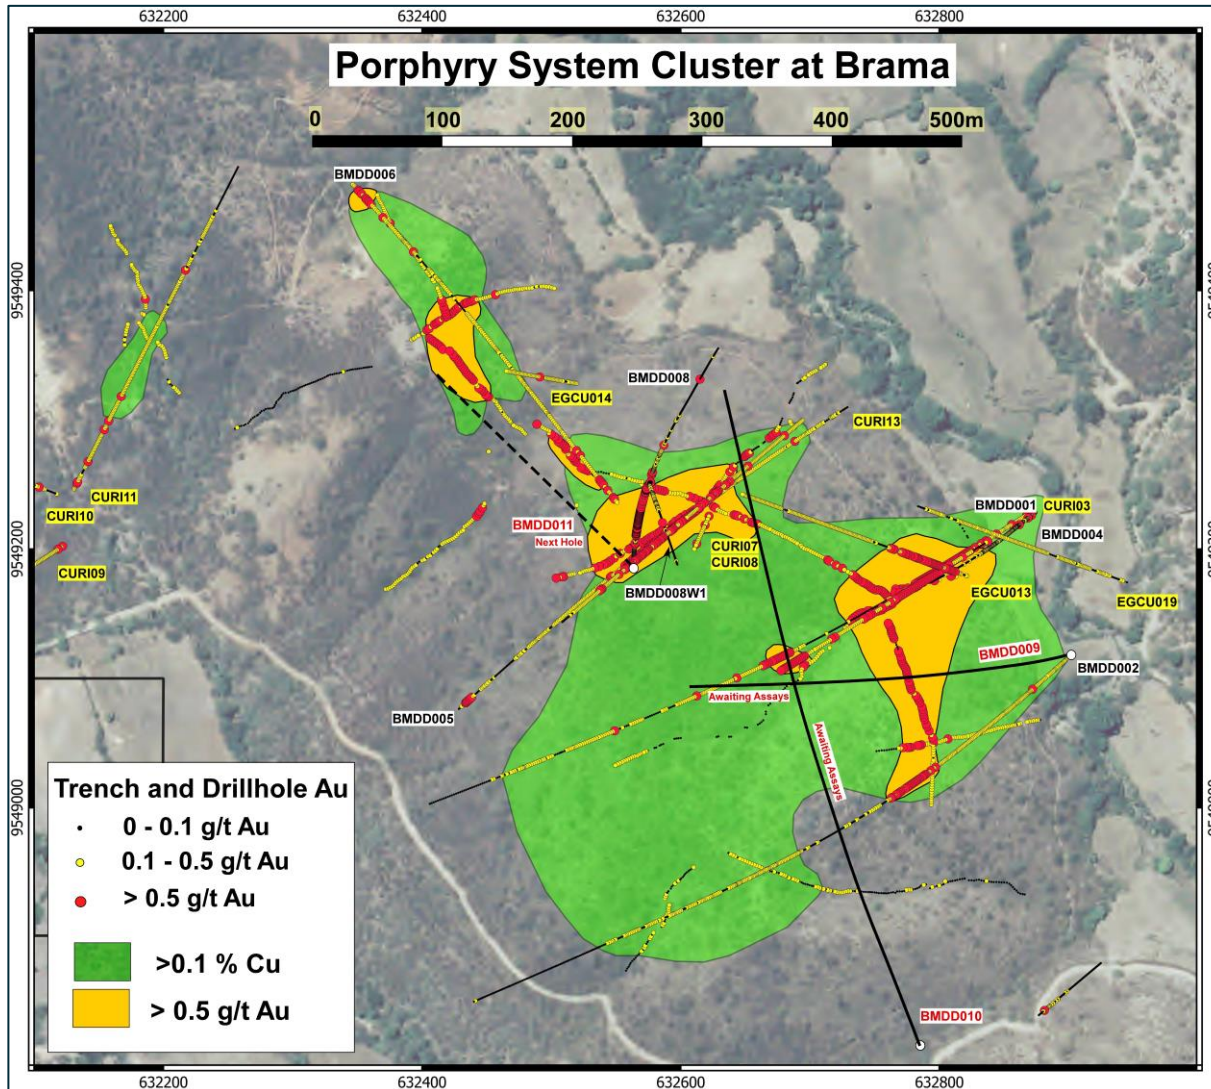 632200 632400 632600 632800
Porphyry System Cluster at Brama
0 100 200 300 400 500m
BMDD006
9549400 9549400
BMDD008
EGCU014
CURI13
CURI11
CURI10
BMDD001 CURI03
BMDD011
Next Hole
BMDD004
9549200 9549200
CURI07
CURI08
CURI09
BMDD008W1
EGCU013
EGCU019
BMDD009
BMDD002
Awaiting Assays
BMDD005
Awaiting Assays
9549000 9549000
Trench and Drillhole Au
0 - 0.1 g/t Au
0.1 - 0.5 g/t Au
> 0.5 g/t Au
>0.1 % Cu
> 0.5 g/t Au
BMDD010
632200 632400 632600 632800